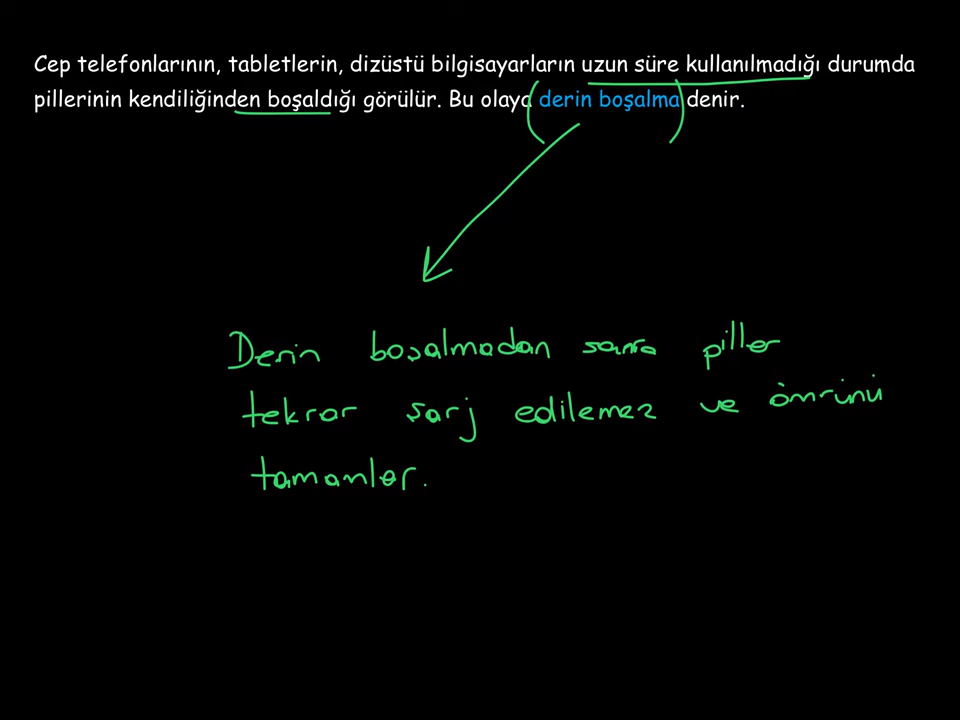 Cep telefonlarının, tabletlerin, dizüstü bilgisayarların uzun süre kullanılmadığı durumda
pillerinin kendiliğinden boşaldığı görülür. Bu olaya derin boşalma denir.
Derin boşalmadan sonra piller
tekrar şarj edilemez ve ömrünü
tamamlar.